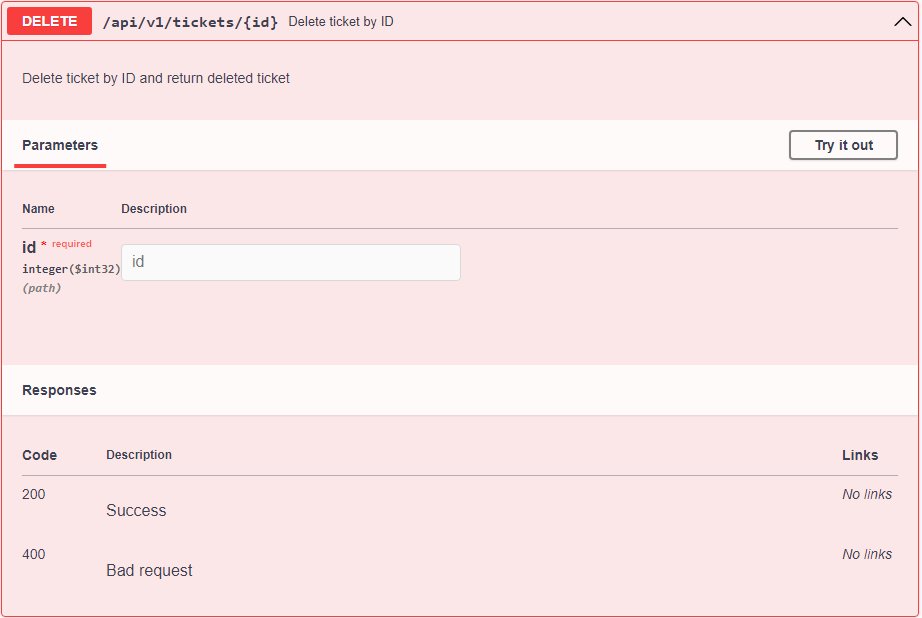 DELETE /api/v1/tickets/{id} Delete ticket by ID
Delete ticket by ID and return deleted ticket
Parameters Try it out
Name Description
id * required
integer($int32) id
(path)
Responses
Code Description Links
200 No links
Success
400 No links
Bad request